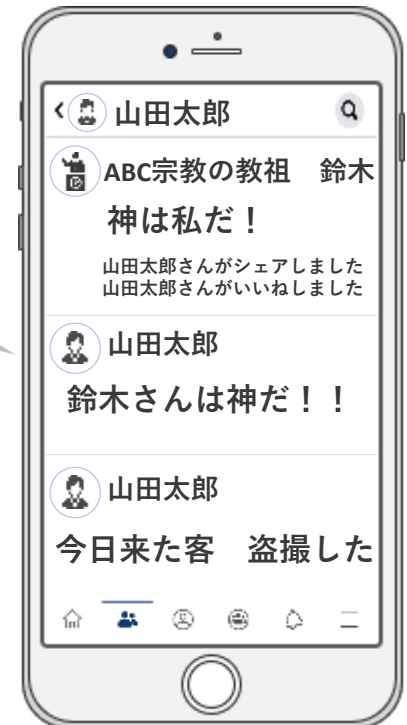 山田太郎
ABC宗教の教祖　鈴木
神は私だ！
山田太郎さんがシェアしました
山田太郎さんがいいねしました
山田太郎
鈴木さんは神だ！！
山田太郎
今日来た客　盗撮した